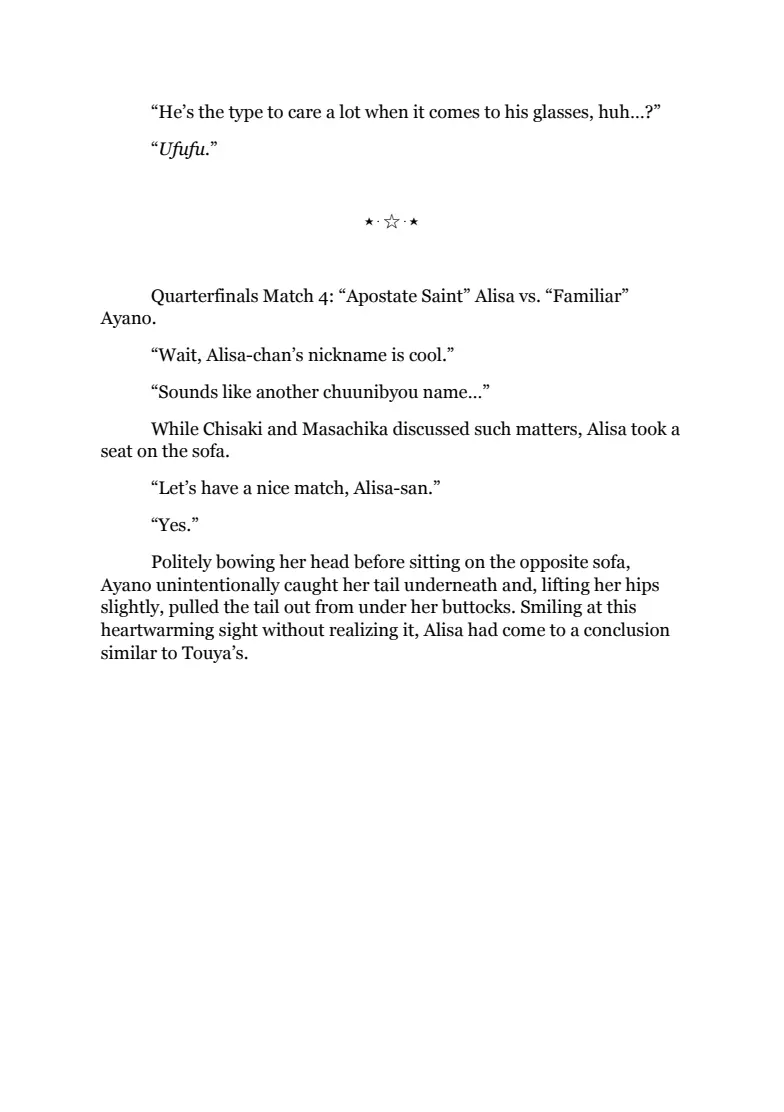 “He’s the type to care a lot when it comes to his glasses, huh…?”
“Ufufu.”
⋆·☆·⋆
Quarterfinals Match 4: “Apostate Saint” Alisa vs. “Familiar”
Ayano.
“Wait, Alisa-chan’s nickname is cool.”
“Sounds like another chuunibyou name…”
While Chisaki and Masachika discussed such matters, Alisa took a
seat on the sofa.
“Let’s have a nice match, Alisa-san.”
“Yes.”
Politely bowing her head before sitting on the opposite sofa,
Ayano unintentionally caught her tail underneath and, lifting her hips
slightly, pulled the tail out from under her buttocks. Smiling at this
heartwarming sight without realizing it, Alisa had come to a conclusion
similar to Touya’s.